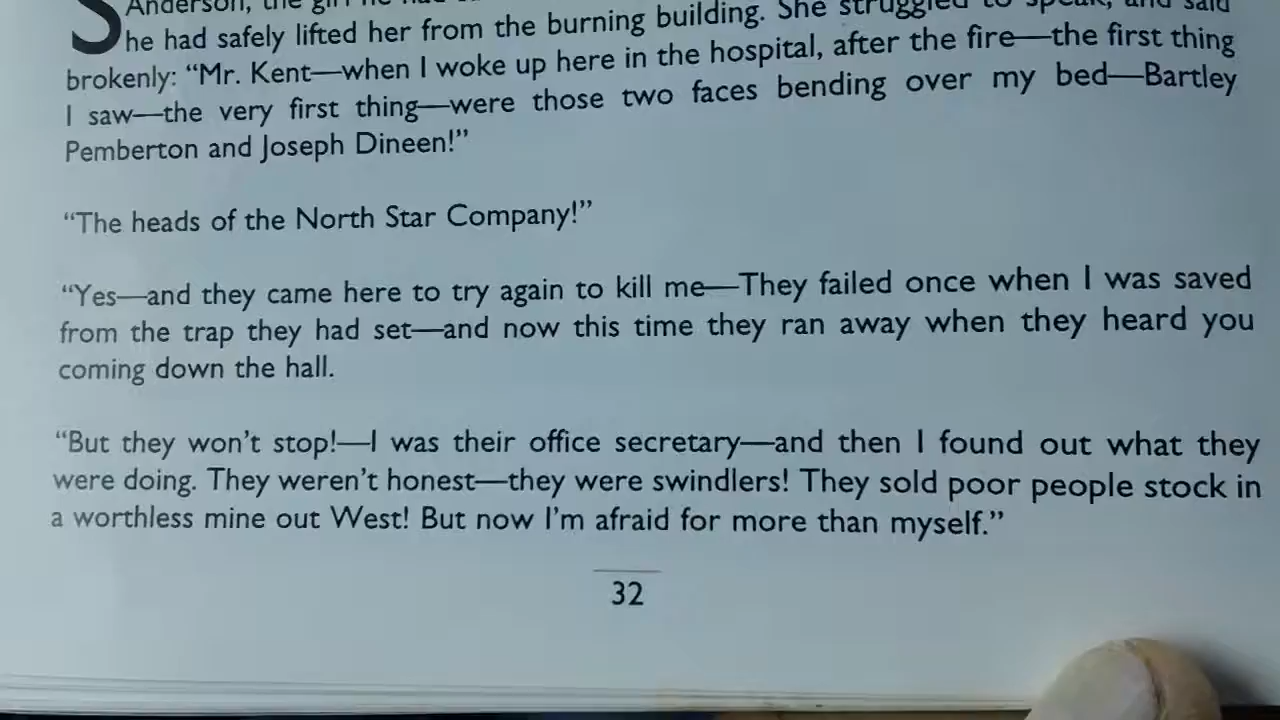 S Anderson, the girl he had
he had safely lifted her from the burning building. She struggled to speak, and said
brokenly: “Mr. Kent—when I woke up here in the hospital, after the fire—the first thing
I saw—the very first thing—were those two faces bending over my bed—Bartley
Pemberton and Joseph Dineen!”
“The heads of the North Star Company!”
“Yes—and they came here to try again to kill me—They failed once when I was saved
from the trap they had set—and now this time they ran away when they heard you
coming down the hall.
“But they won’t stop!—I was their office secretary—and then I found out what they
were doing. They weren’t honest—they were swindlers! They sold poor people stock in
a worthless mine out West! But now I’m afraid for more than myself.”
32